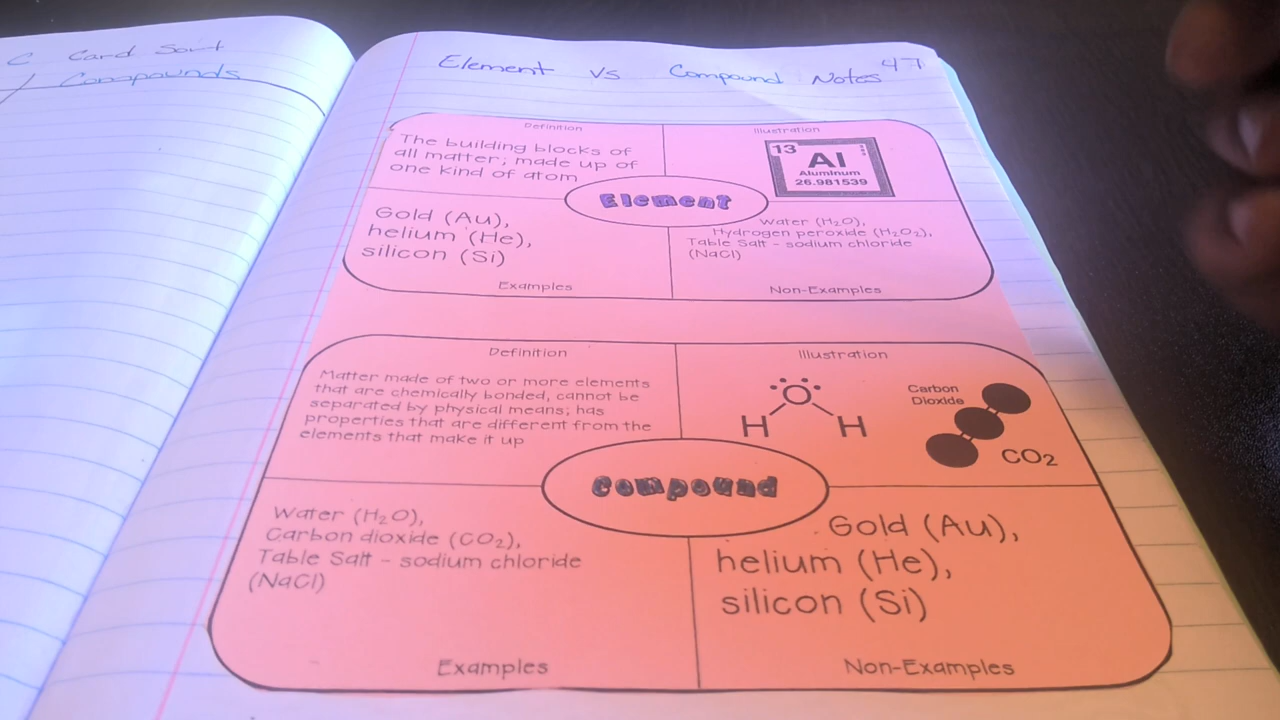 C Card Sort
Compounds
Element vs Compound Notes 47
Definition
The building blocks of
all matter; made up of
one kind of atom
Illustration
13
Al
Aluminum
26.981539
Element
Gold (Au),
helium (He),
silicon (Si)
Examples
Water (H₂O),
Hydrogen peroxide (H₂O₂),
Table Salt - sodium chloride
(NaCl)
Non-Examples
Definition
Matter made of two or more elements
that are chemically bonded, cannot be
separated by physical means; has
properties that are different from the
elements that make it up
Illustration
O
H H
Carbon
Dioxide
CO₂
Compound
Water (H₂O),
Carbon dioxide (CO₂),
Table Salt - sodium chloride
(NaCl)
Examples
Gold (Au),
helium (He),
silicon (Si)
Non-Examples